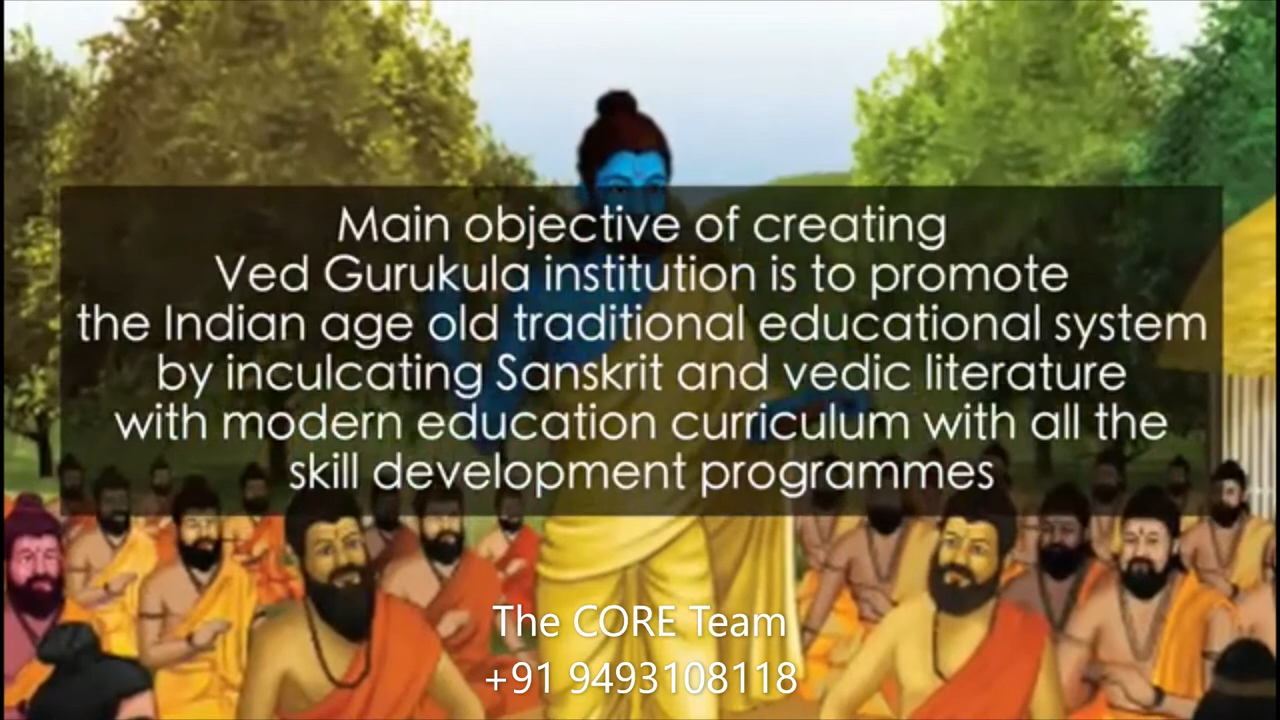 Main objective of creating
Ved Gurukula institution is to promote
the Indian age old traditional educational system
by inculcating Sanskrit and vedic literature
with modern education curriculum with all the
skill development programmes
The CORE Team
+91 9493108118